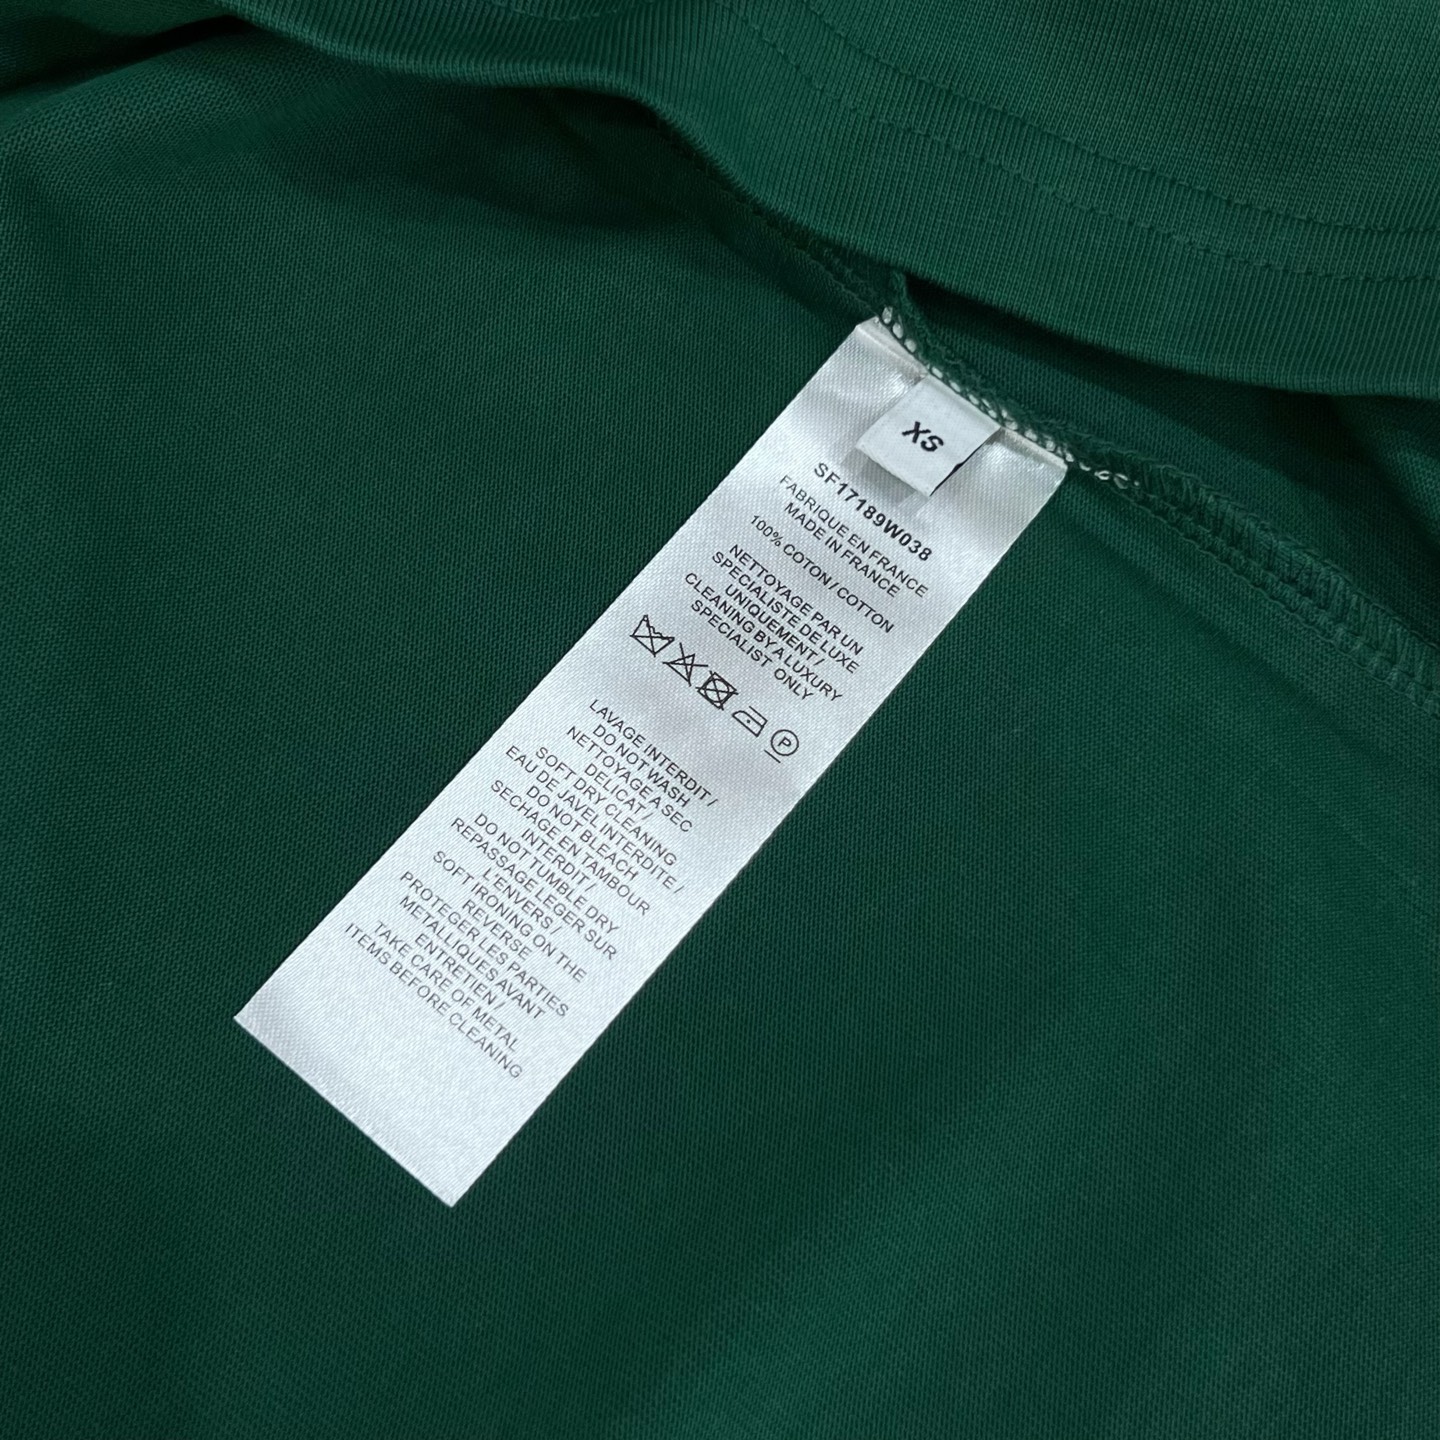 XS
SF17189W038
FABRIQUE EN FRANCE
MADE IN FRANCE
100% COTON / COTTON
NETTOYAGE PAR UN
SPECIALISTE DE LUXE
UNIQUEMENT /
CLEANING BY A LUXURY
SPECIALIST ONLY
P
LAVAGE INTERDIT /
DO NOT WASH
NETTOYAGE A SEC
DELICAT /
SOFT DRY CLEANING
EAU DE JAVEL INTERDITE /
DO NOT BLEACH
SECHAGE EN TAMBOUR
INTERDIT /
DO NOT TUMBLE DRY
REPASSAGE LEGER SUR
L'ENVERS /
SOFT IRONING ON THE
REVERSE
PROTEGER LES PARTIES
METALLIQUES AVANT
ENTRETIEN /
TAKE CARE OF METAL
ITEMS BEFORE CLEANING